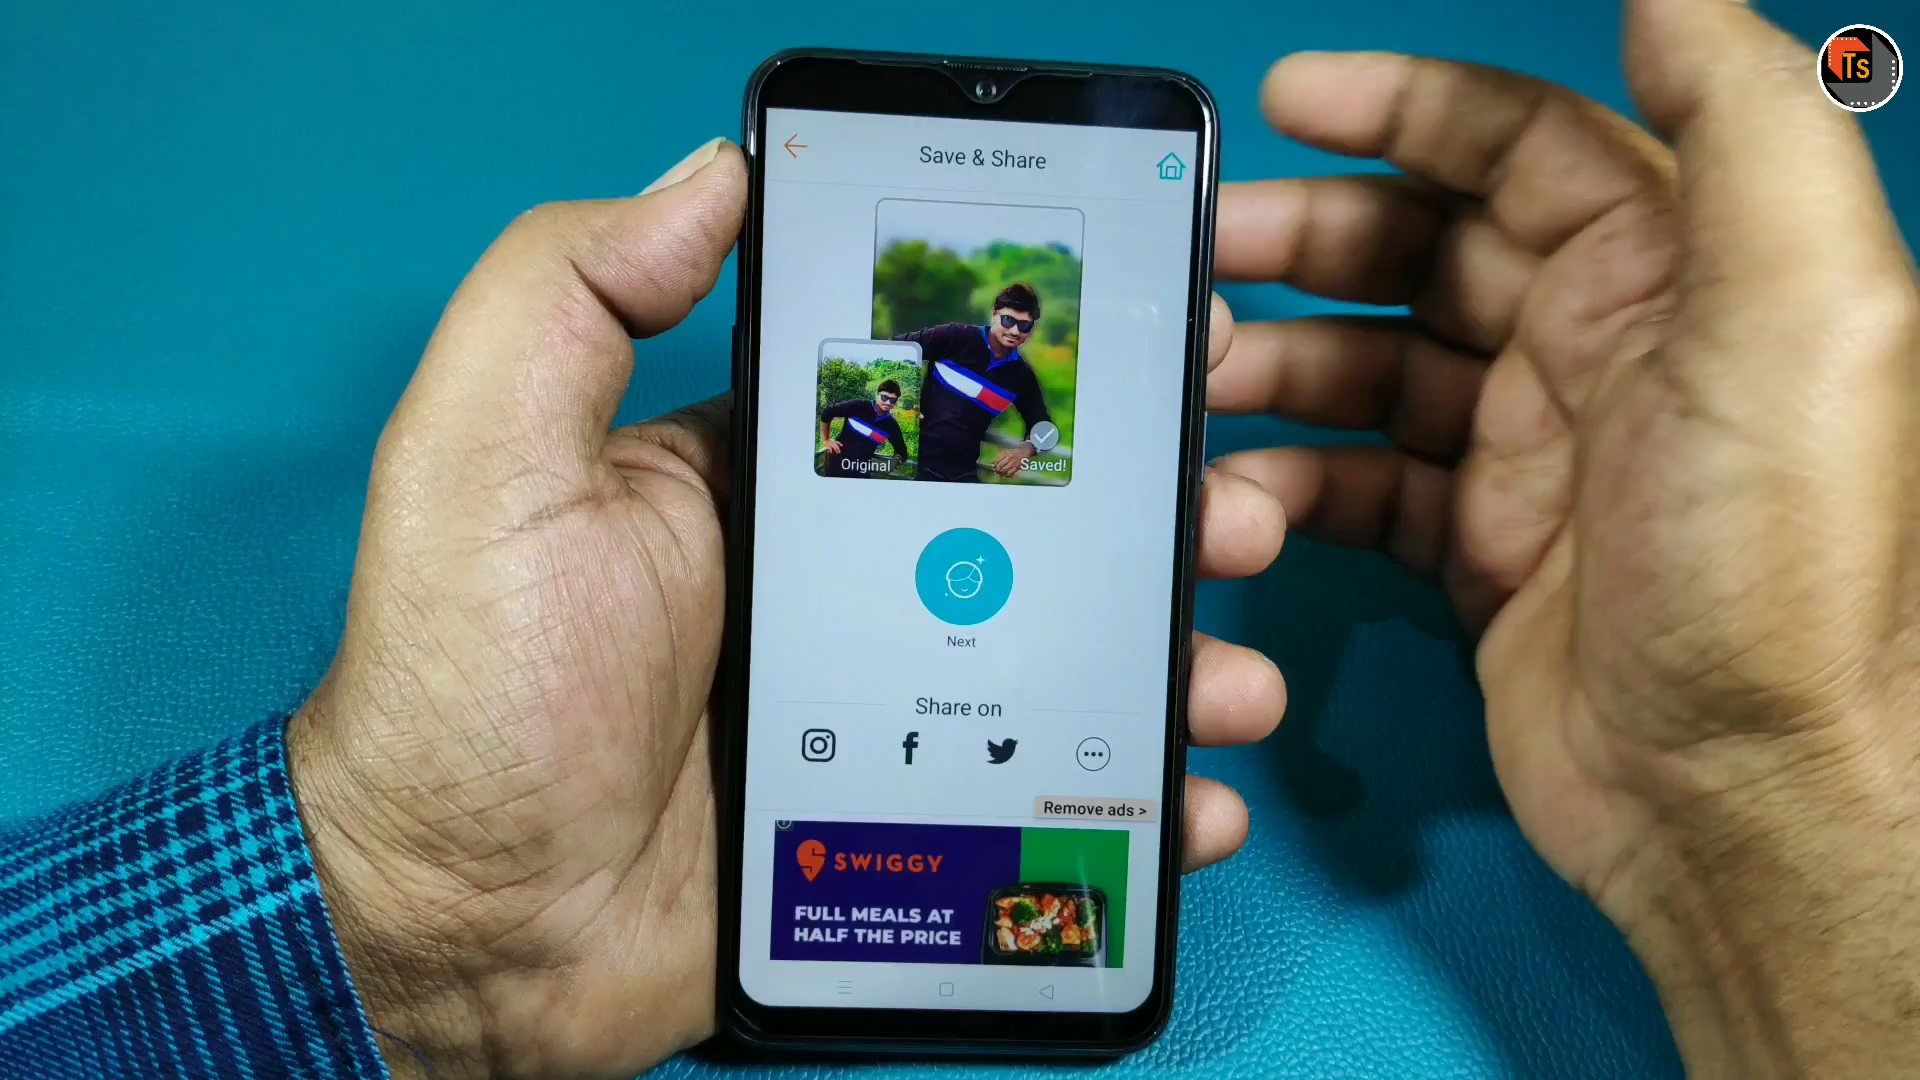 Ts
Save & Share
Original
Saved!
Next
Share on
Remove ads >
SWIGGY
FULL MEALS AT
HALF THE PRICE